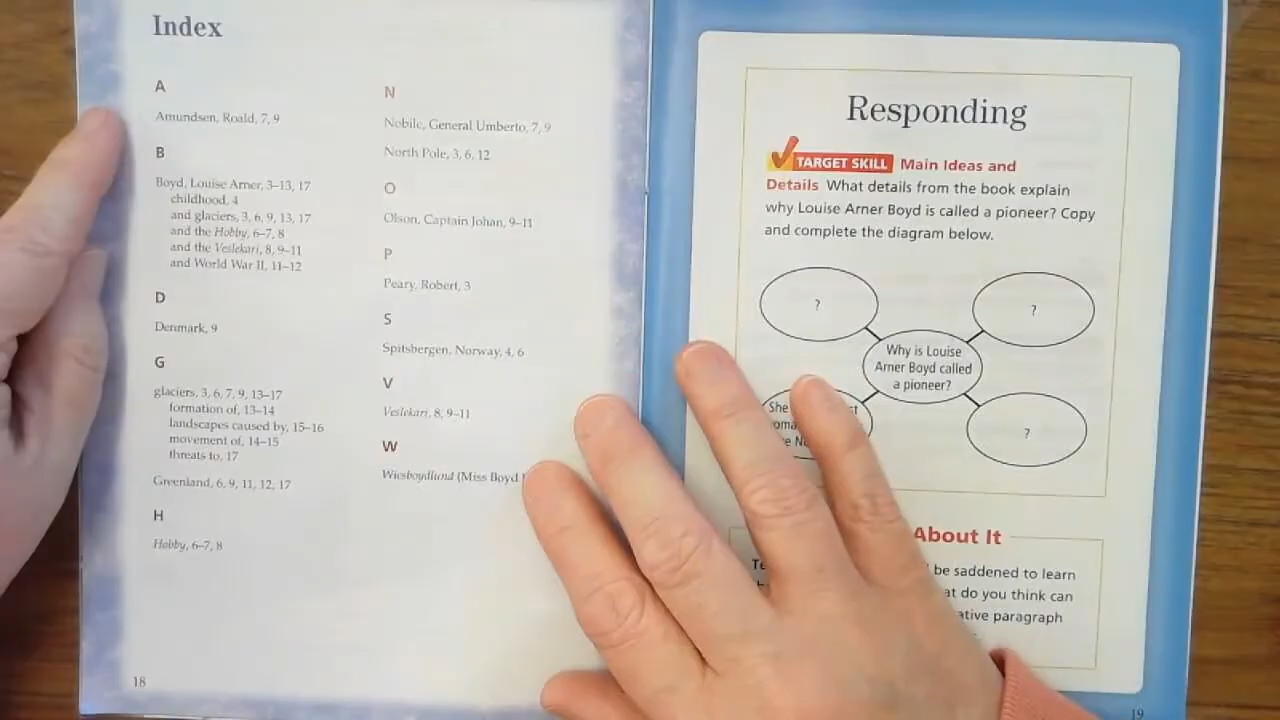 Index
A
Amundsen, Roald, 7, 9
B
Boyd, Louise Arner, 3–13, 17
childhood, 4
and glaciers, 3, 6, 9, 13, 17
and the Hobby, 6–7, 8
and the Veslekari, 8, 9–11
and World War II, 11–12
D
Denmark, 9
G
glaciers, 3, 6, 7, 9, 13–17
formation of, 13–14
landscapes caused by, 15–16
movement of, 14–15
threats to, 17
Greenland, 6, 9, 11, 12, 17
H
Hobby, 6–7, 8
18
N
Nobile, General Umberto, 7, 9
North Pole, 3, 6, 12
O
Olson, Captain Johan, 9–11
P
Peary, Robert, 3
S
Spitsbergen, Norway, 4, 6
V
Veslekari, 8, 9–11
W
Wiesboydlund (Miss Boyd
Responding
TARGET SKILL Main Ideas and
Details What details from the book explain
why Louise Arner Boyd is called a pioneer? Copy
and complete the diagram below.
?
?
Why is Louise
Arner Boyd called
a pioneer?
She
?
About It
be saddened to learn
at do you think can
ative paragraph
19